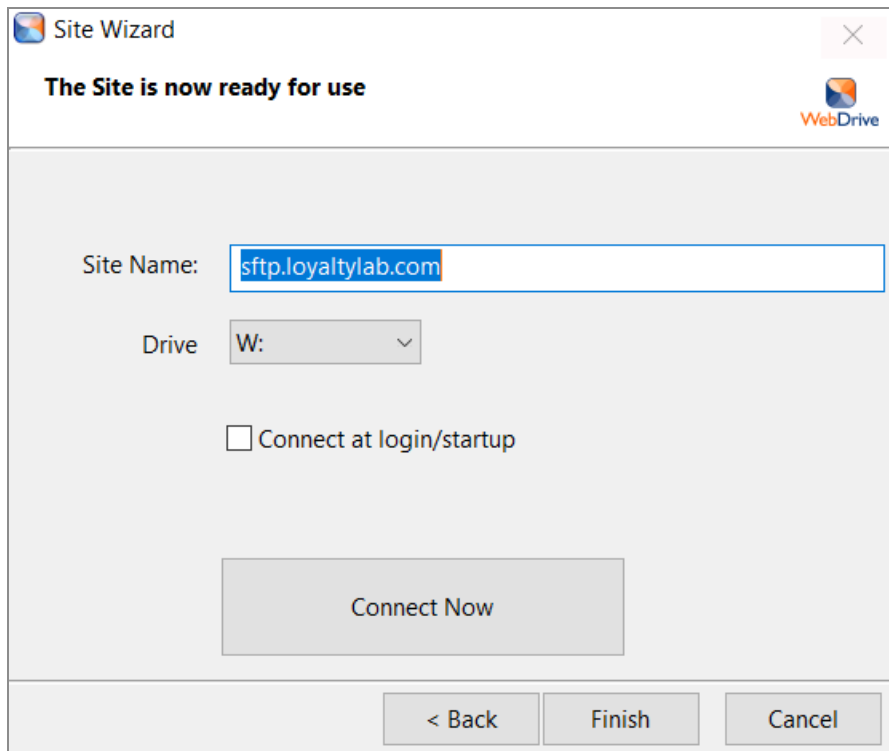 Site Wizard
The Site is now ready for use
WebDrive
Site Name: sftp.loyaltylab.com
Drive W:
Connect at login/startup
Connect Now
< Back Finish Cancel